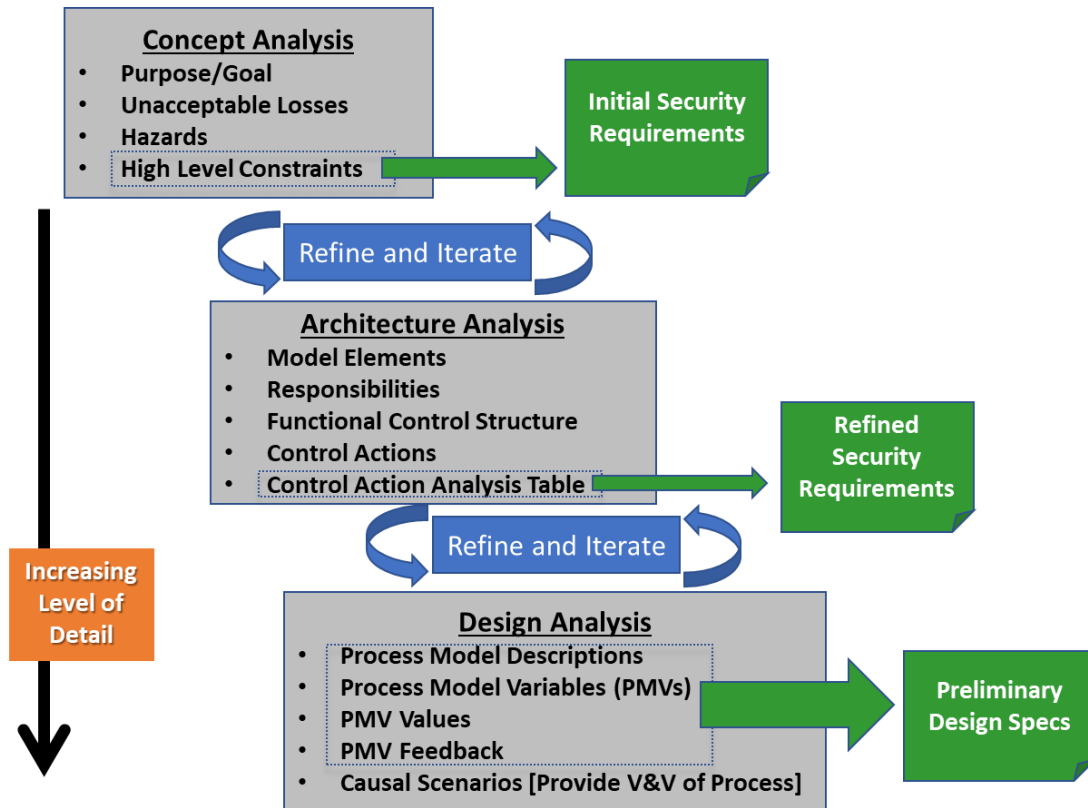 Concept Analysis
• Purpose/Goal
• Unacceptable Losses
• Hazards
• High Level Constraints
Initial Security
Requirements
Refine and Iterate
Architecture Analysis
• Model Elements
• Responsibilities
• Functional Control Structure
• Control Actions
• Control Action Analysis Table
Refined
Security
Requirements
Refine and Iterate
Increasing
Level of
Detail
Design Analysis
• Process Model Descriptions
• Process Model Variables (PMVs)
• PMV Values
• PMV Feedback
• Causal Scenarios [Provide V&V of Process]
Preliminary
Design Specs